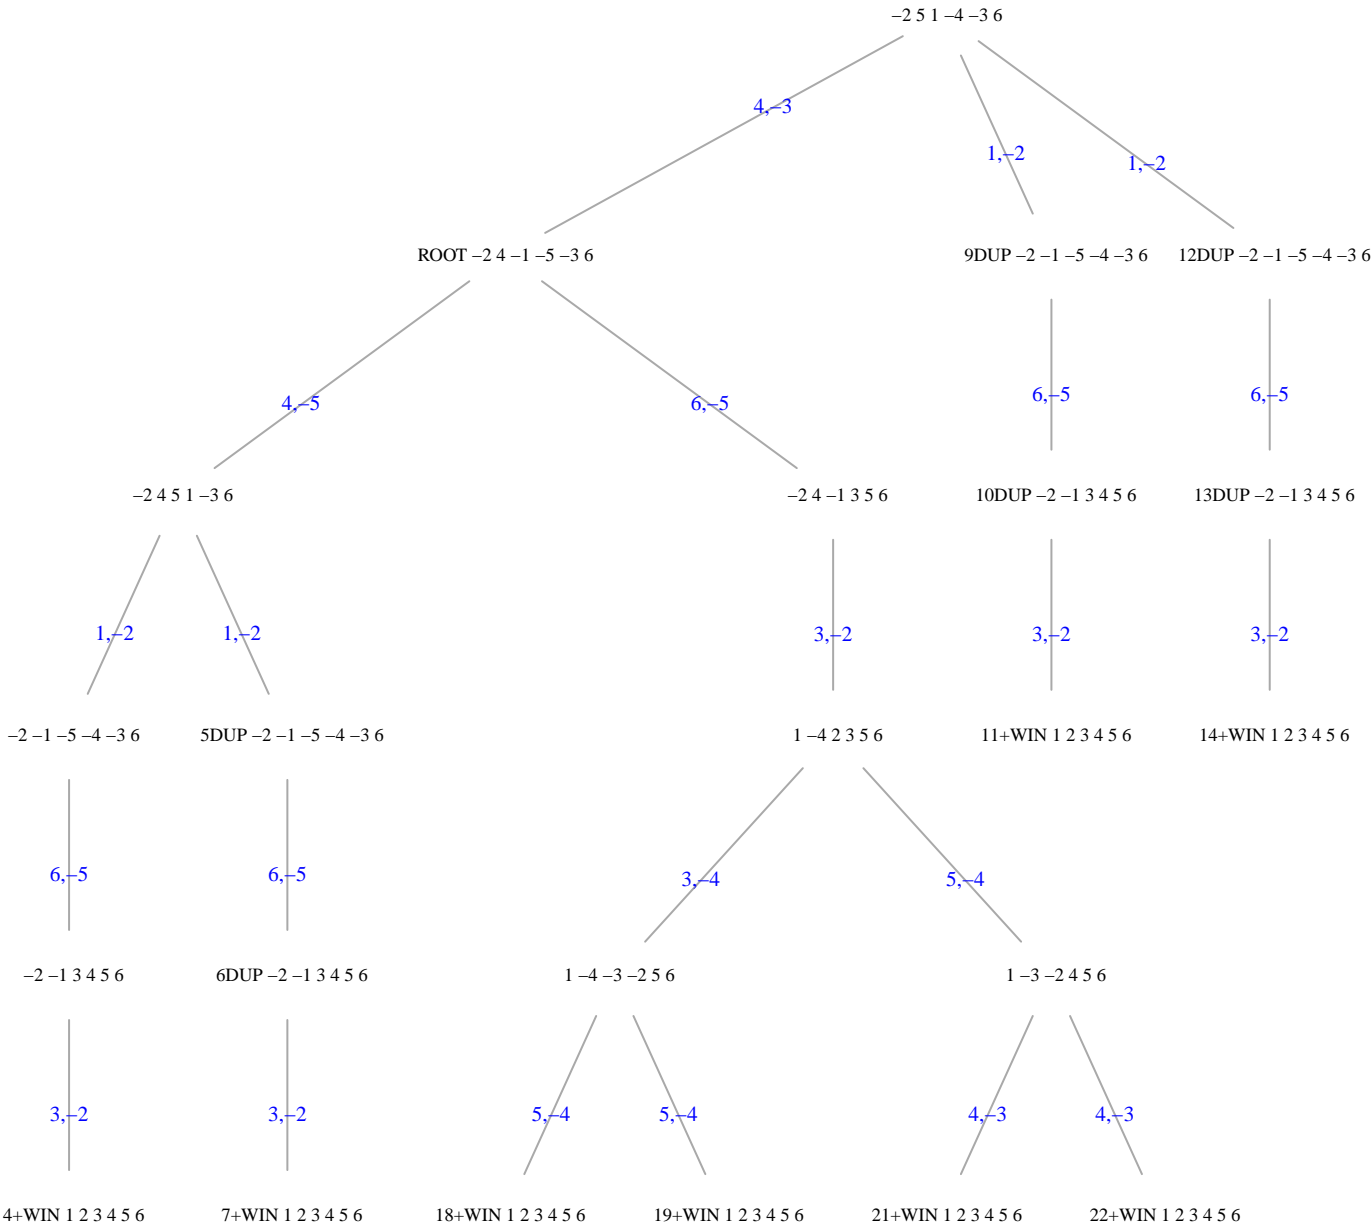 –2 5 1 –4 –3 6
4,–3
1,–2
1,–2
ROOT –2 4 –1 –5 –3 6
9DUP –2 –1 –5 –4 –3 6
12DUP –2 –1 –5 –4 –3 6
4,–5
6,–5
6,–5
6,–5
–2 4 5 1 –3 6
–2 4 –1 3 5 6
10DUP –2 –1 3 4 5 6
13DUP –2 –1 3 4 5 6
1,–2
1,–2
3,–2
3,–2
3,–2
–2 –1 –5 –4 –3 6
5DUP –2 –1 –5 –4 –3 6
1 –4 2 3 5 6
11+WIN 1 2 3 4 5 6
14+WIN 1 2 3 4 5 6
6,–5
6,–5
3,–4
5,–4
–2 –1 3 4 5 6
6DUP –2 –1 3 4 5 6
1 –4 –3 –2 5 6
1 –3 –2 4 5 6
3,–2
3,–2
5,–4
5,–4
4,–3
4,–3
4+WIN 1 2 3 4 5 6
7+WIN 1 2 3 4 5 6
18+WIN 1 2 3 4 5 6
19+WIN 1 2 3 4 5 6
21+WIN 1 2 3 4 5 6
22+WIN 1 2 3 4 5 6